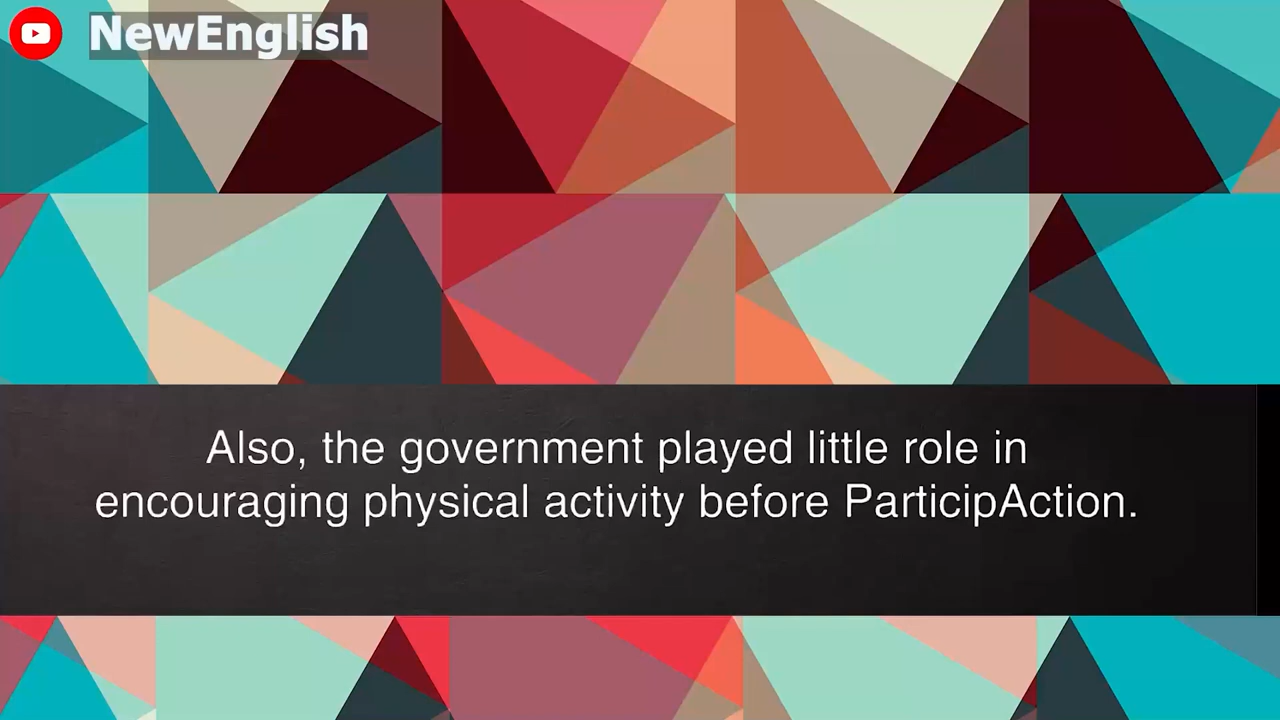 NewEnglish
Also, the government played little role in
encouraging physical activity before ParticipAction.